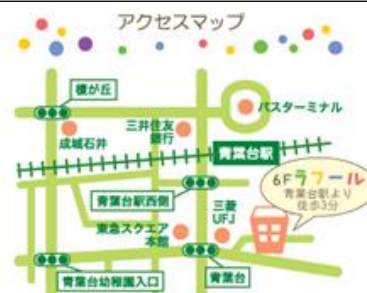 アクセスマップ
榎が丘
バスターミナル
成城石井
三井住友
銀行
青葉台駅
6Fラフール
青葉台駅より
徒歩3分
青葉台駅西側
三菱
UFJ
東急スクエア
本館
青葉台幼稚園入口
青葉台